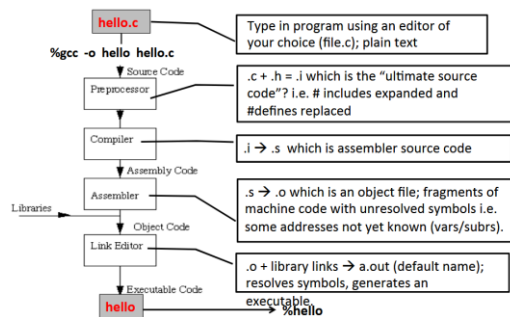 hello.c
Type in program using an editor of
your choice (file.c); plain text
%gcc -o hello hello.c
Source Code
Preprocessor
.c + .h = .i which is the “ultimate source
code”? i.e. # includes expanded and
#defines replaced
Compiler
.i → .s which is assembler source code
Assembly Code
Assembler
.s → .o which is an object file; fragments of
machine code with unresolved symbols i.e.
some addresses not yet known (vars/subrs).
Libraries
Object Code
Link Editor
.o + library links → a.out (default name);
resolves symbols, generates an
executable.
Executable Code
hello
%hello